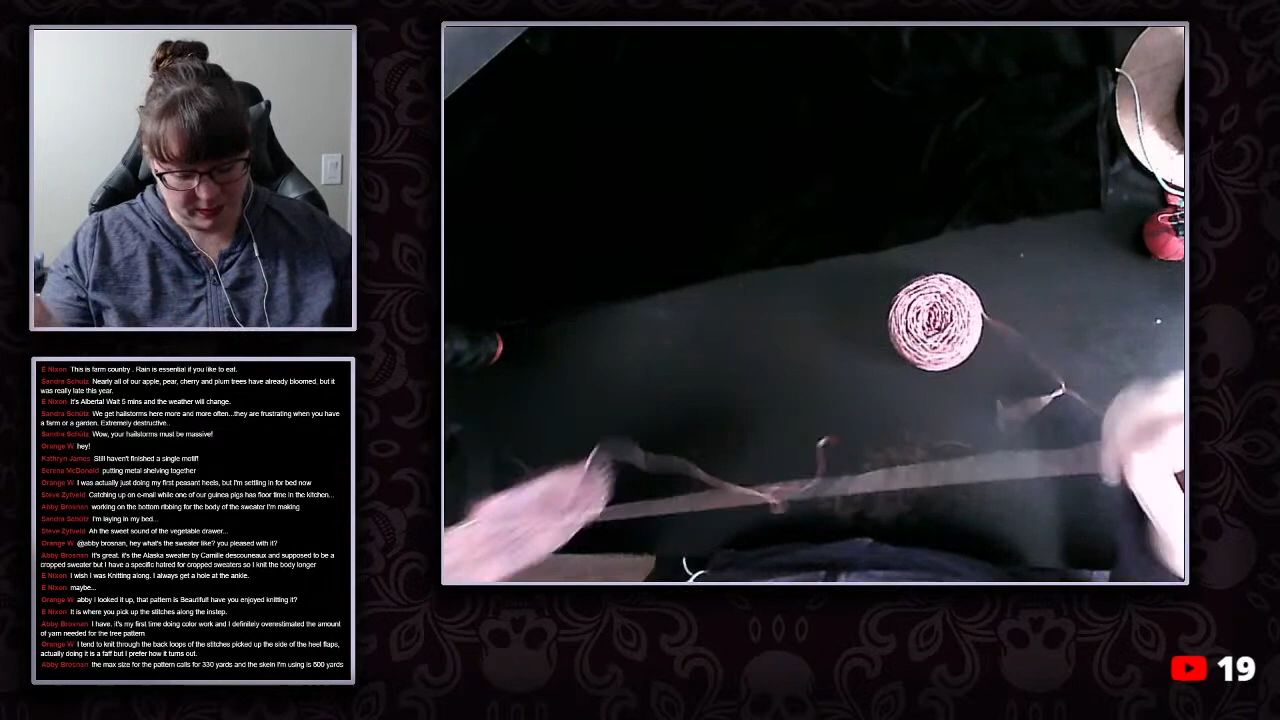 E Nixon This is farm country . Rain is essential if you like to eat.
Sandra Schütz Nearly all of our apple, pear, cherry and plum trees have already bloomed, but it
was really late this year.
E Nixon It's Alberta! Wait 5 mins and the weather will change.
Sandra Schütz We get hailstorms here more and more often...they are frustrating when you have
a farm or a garden. Extremely destructive..
Sandra Schütz Wow, your hailstorms must be massive!
Orange W hey!
Kathryn James Still haven't finished a single motif!
Serena McDonald putting metal shelving together
Orange W I was actually just doing my first peasant heels, but I'm settling in for bed now
Steve Zytveld Catching up on e-mail while one of our guinea pigs has floor time in the kitchen...
Abby Brosnan working on the bottom ribbing for the body of the sweater I'm making
Sandra Schütz I'm laying in my bed...
Steve Zytveld Ah the sweet sound of the vegetable drawer...
Orange W @abby brosnan, hey what's the sweater like? you pleased with it?
Abby Brosnan It's great. it's the Alaska sweater by Camille descouneaux and supposed to be a
cropped sweater but I have a specific hatred for cropped sweaters so I knit the body longer
E Nixon I wish I was Knitting along. I always get a hole at the ankle.
E Nixon maybe...
Orange W abby I looked it up, that pattern is Beautiful! have you enjoyed knitting it?
E Nixon It is where you pick up the stitches along the instep.
Abby Brosnan I have. it's my first time doing color work and I definitely overestimated the amount
of yarn needed for the tree pattern
Orange W I tend to knit through the back loops of the stitches picked up the side of the heel flaps,
actually doing it is a faff but I prefer how it turns out.
Abby Brosnan the max size for the pattern calls for 330 yards and the skein I'm using is 500 yards
19